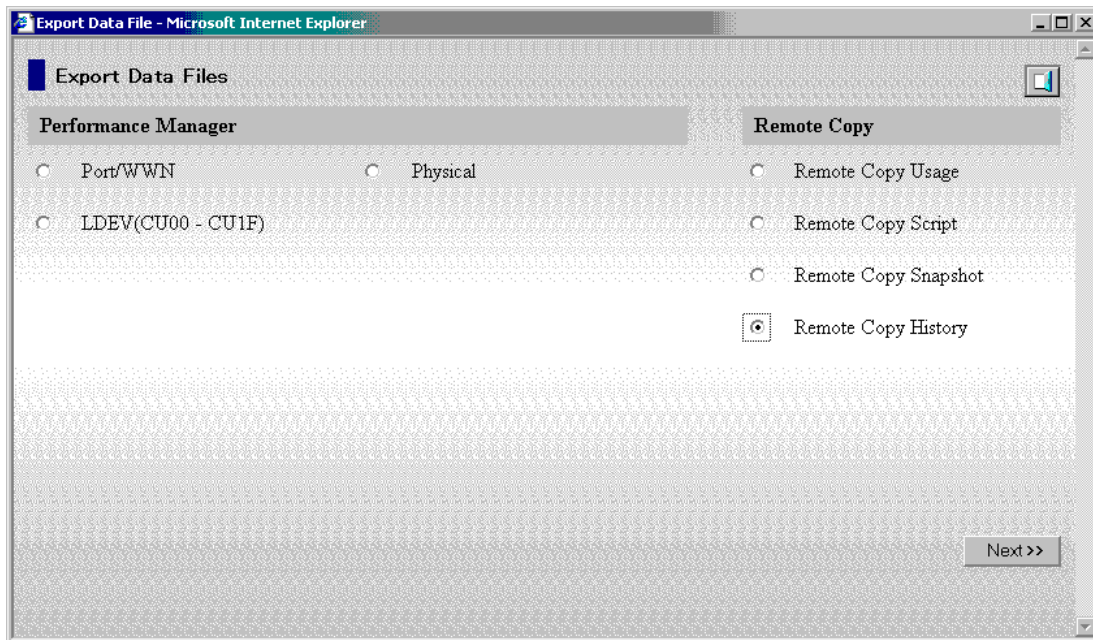 Export Data File - Microsoft Internet Explorer
Export Data Files
Performance Manager
Remote Copy
Port/WWN
Physical
Remote Copy Usage
LDEV(CU00 - CU1F)
Remote Copy Script
Remote Copy Snapshot
Remote Copy History
Next >>